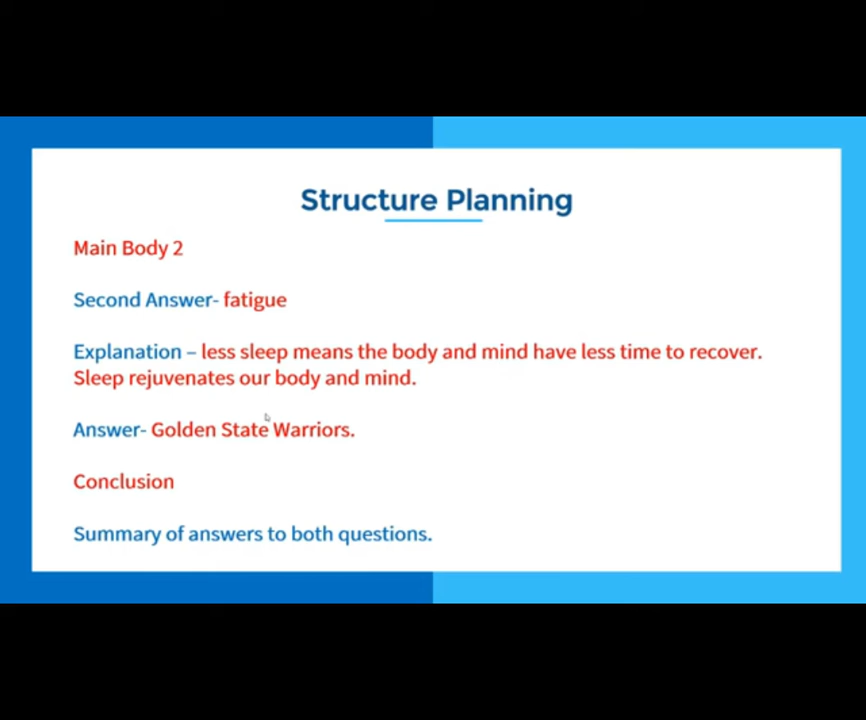 Structure Planning
Main Body 2
Second Answer- fatigue
Explanation – less sleep means the body and mind have less time to recover.
Sleep rejuvenates our body and mind.
Answer- Golden State Warriors.
Conclusion
Summary of answers to both questions.